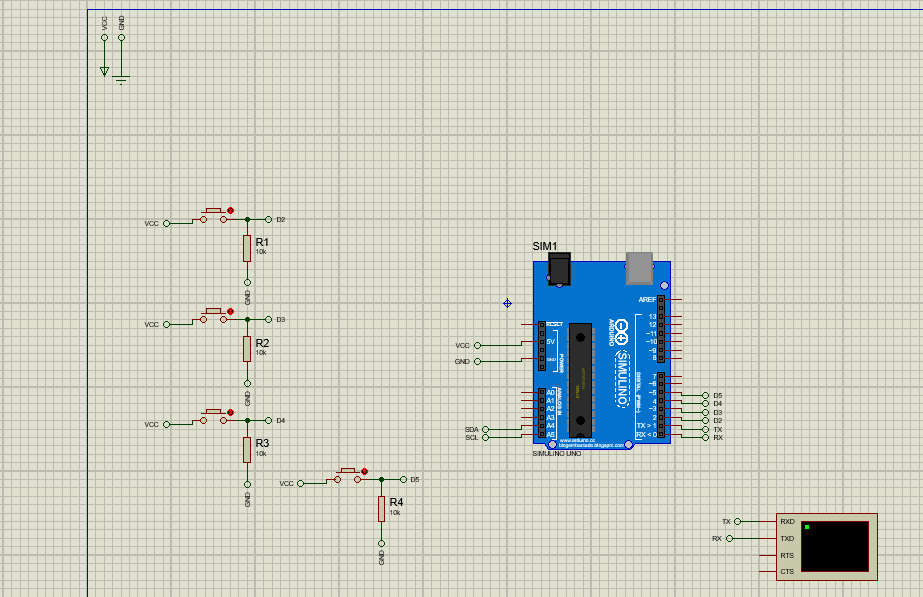 VCC
GND
VCC
D2
R1
10k
GND
VCC
D3
R2
10k
GND
VCC
D4
R3
10k
GND
VCC
D5
R4
10k
GND
SIM1
AREF
RESET
5V
GND
POWER
VCC
GND
A0
A1
A2
A3
A4
A5
ANALOG IN
SDA
SCL
ARDUINO
SIMULINO
DIGITAL (PWM~)
13
12
~11
~10
~9
8
7
~6
~5
4
~3
2
TX > 1
RX < 0
D5
D4
D3
D2
TX
RX
www.arduino.cc
blogembarcado.blogspot.com
SIMULINO UNO
TX
RX
RXD
TXD
RTS
CTS